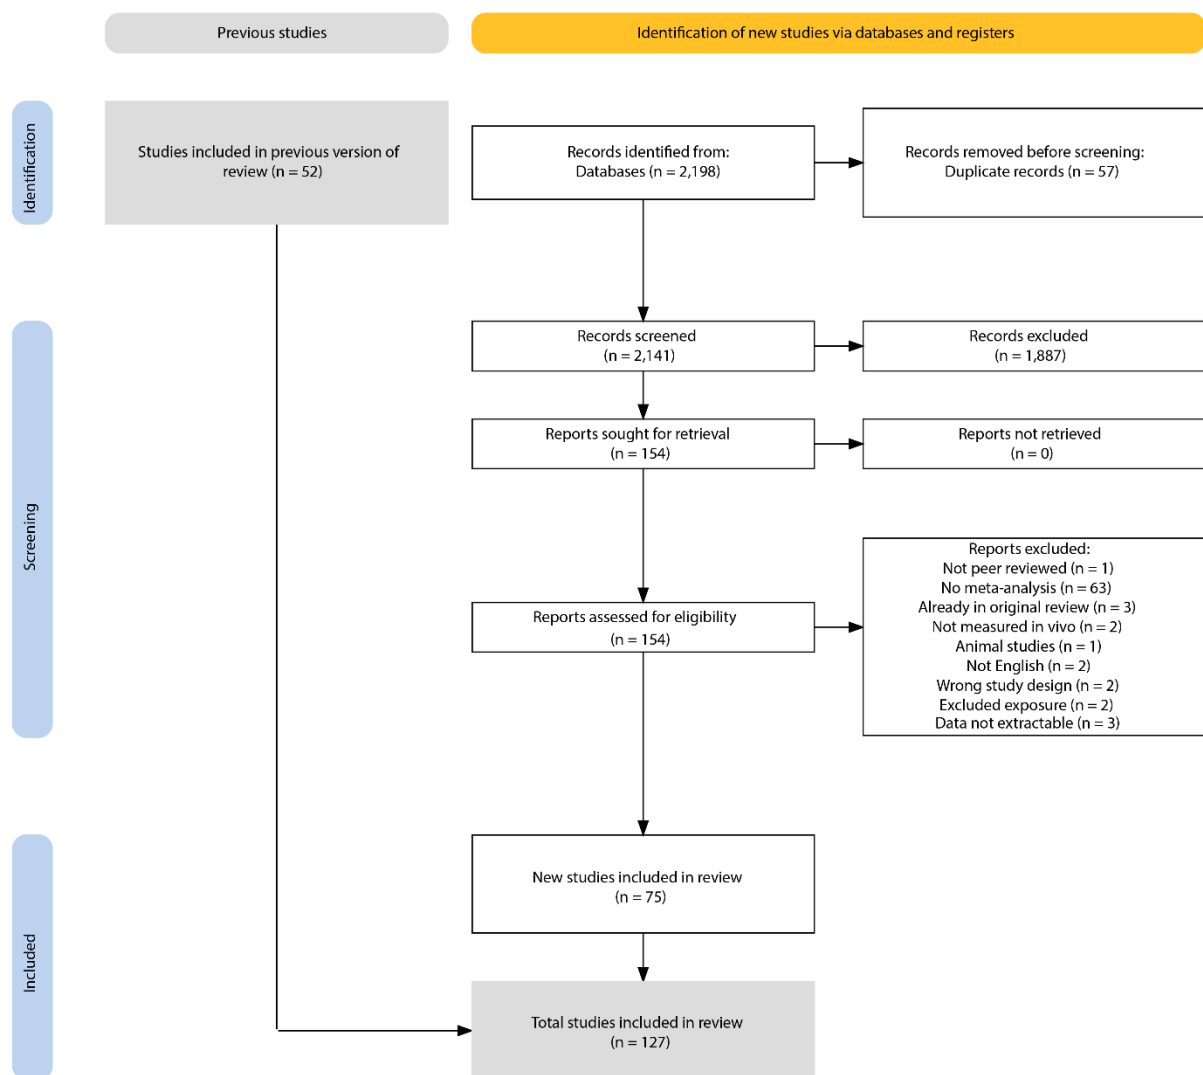 Previous studies
Identification of new studies via databases and registers
Identification
Studies included in previous version of
review (n = 52)
Records identified from:
Databases (n = 2,198)
Records removed before screening:
Duplicate records (n = 57)
Screening
Records screened
(n = 2,141)
Records excluded
(n = 1,887)
Reports sought for retrieval
(n = 154)
Reports not retrieved
(n = 0)
Reports assessed for eligibility
(n = 154)
Reports excluded:
Not peer reviewed (n = 1)
No meta-analysis (n = 63)
Already in original review (n = 3)
Not measured in vivo (n = 2)
Animal studies (n = 1)
Not English (n = 2)
Wrong study design (n = 2)
Excluded exposure (n = 2)
Data not extractable (n = 3)
Included
New studies included in review
(n = 75)
Total studies included in review
(n = 127)